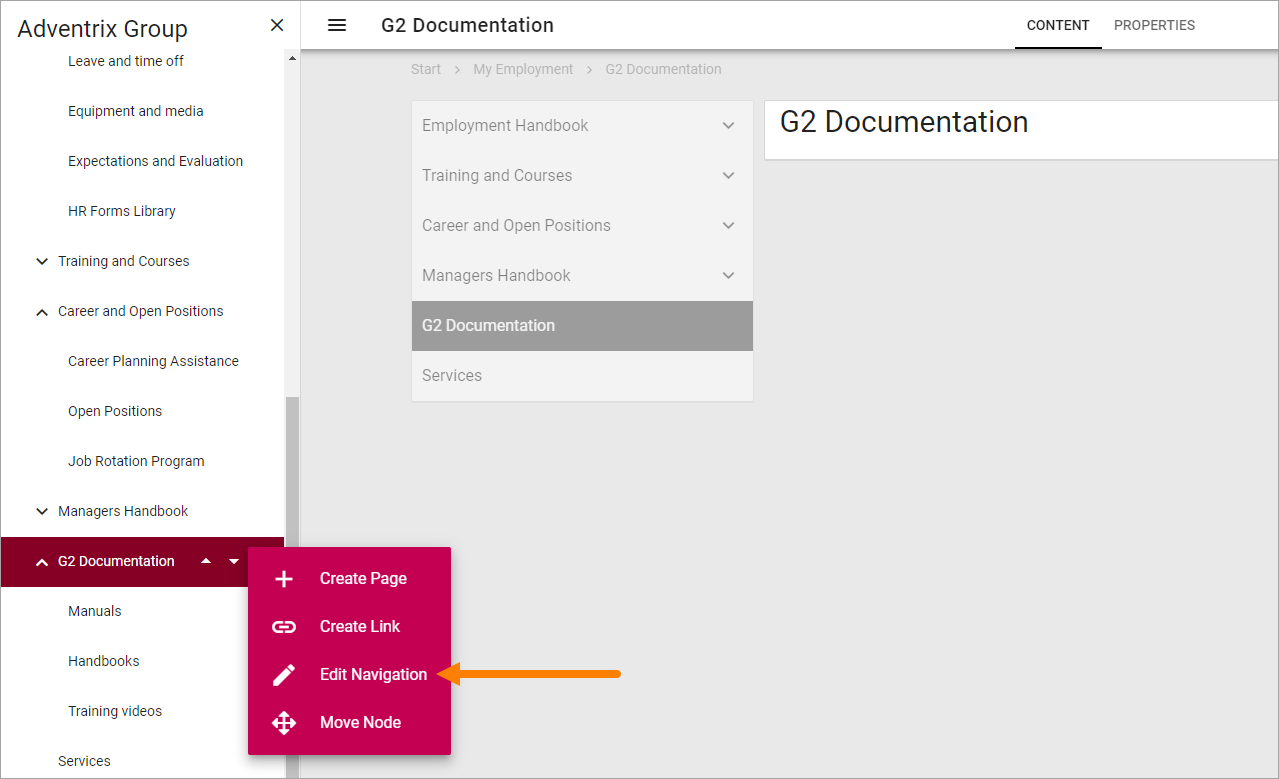 Adventrix Group
Leave and time off
Equipment and media
Expectations and Evaluation
HR Forms Library
Training and Courses
Career and Open Positions
Career Planning Assistance
Open Positions
Job Rotation Program
Managers Handbook
G2 Documentation
Manuals
Handbooks
Training videos
Services
Create Page
Create Link
Edit Navigation
Move Node
G2 Documentation
CONTENT PROPERTIES
Start My Employment G2 Documentation
Employment Handbook
Training and Courses
Career and Open Positions
Managers Handbook
G2 Documentation
Services
G2 Documentation